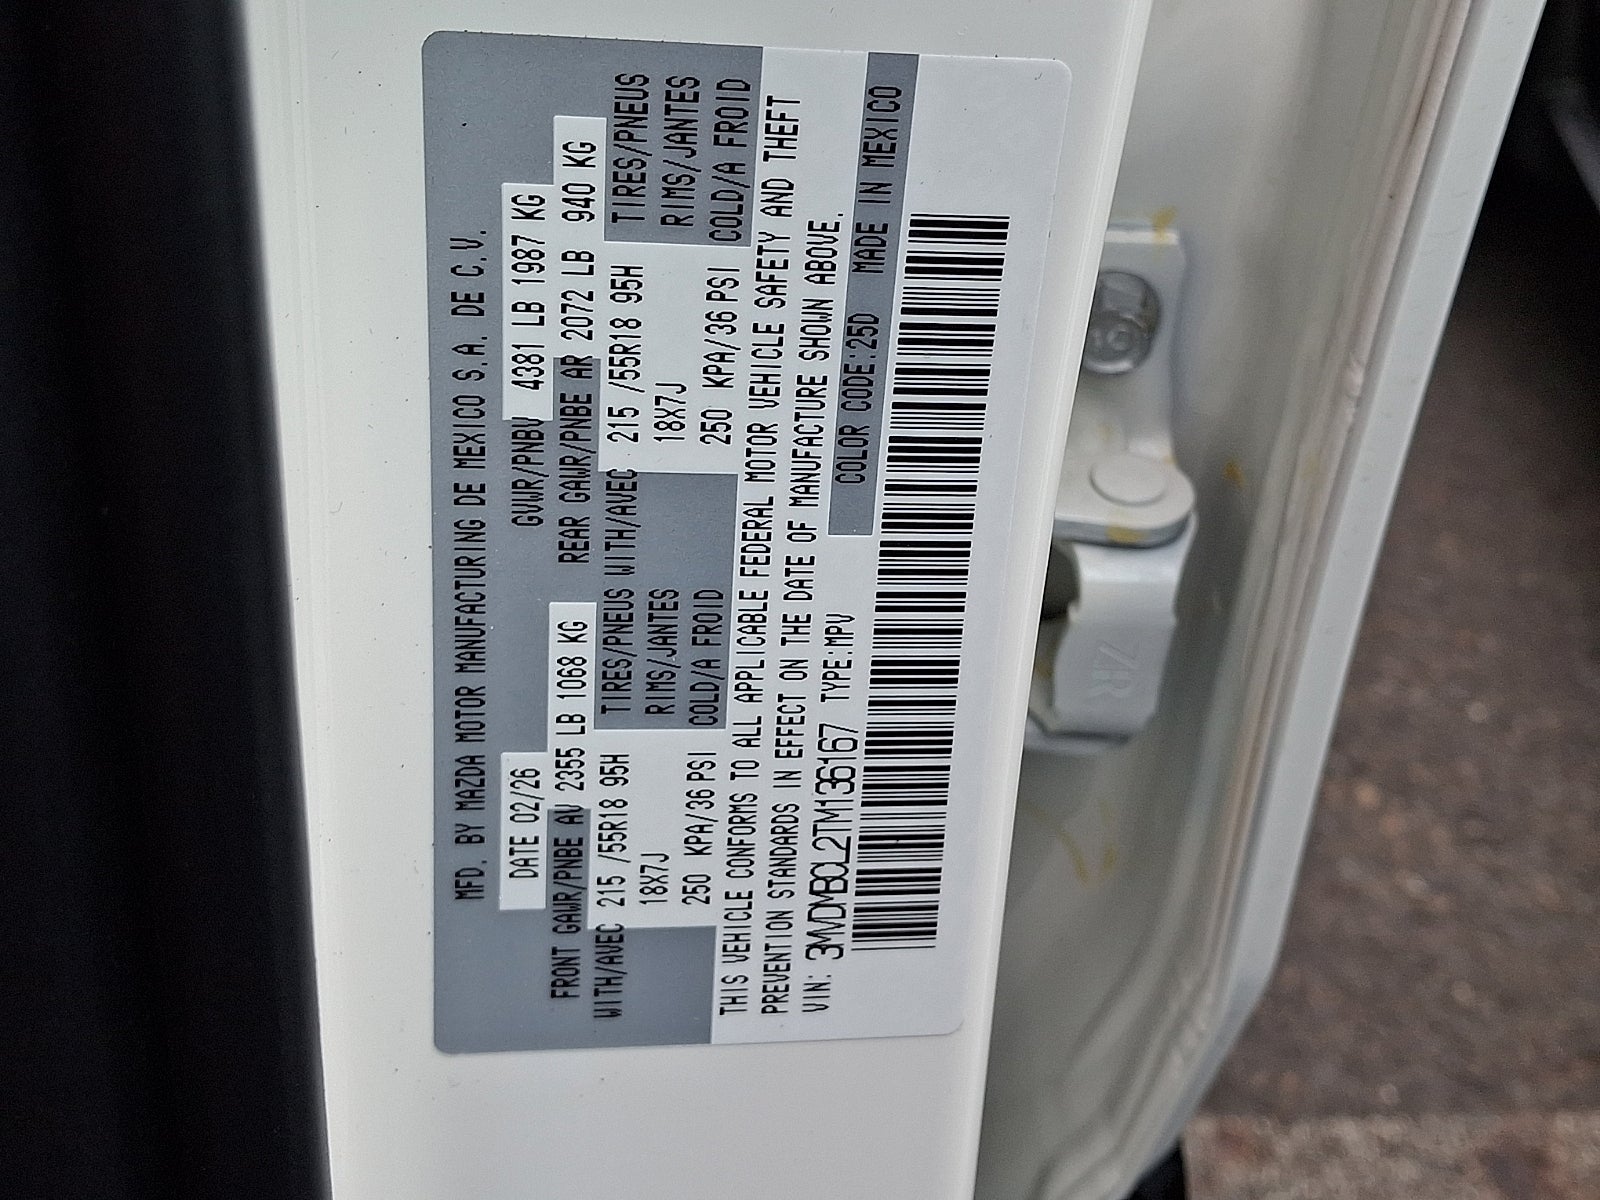 MFD. BY MAZDA MOTOR MANUFACTURING DE MEXICO S.A. DE C.V.
DATE 02/26 GVWR/PNBV 4381 LB 1987 KG
FRONT GAWR/PNBE AV 2355 LB 1068 KG REAR GAWR/PNBE AR 2072 LB 940 KG
WITH/AVEC 215 /55R18 95H TIRES/PNEUS WITH/AVEC 215 /55R18 95H TIRES/PNEUS
18X7J RIMS/JANTES 18X7J RIMS/JANTES
250 KPA/36 PSI COLD/A FROID 250 KPA/36 PSI COLD/A FROID
THIS VEHICLE CONFORMS TO ALL APPLICABLE FEDERAL MOTOR VEHICLE SAFETY AND THEFT
PREVENTION STANDARDS IN EFFECT ON THE DATE OF MANUFACTURE SHOWN ABOVE.
VIN: 3MVDMB0L2TM136167 TYPE:MPV
COLOR CODE:25D MADE IN MEXICO
7R